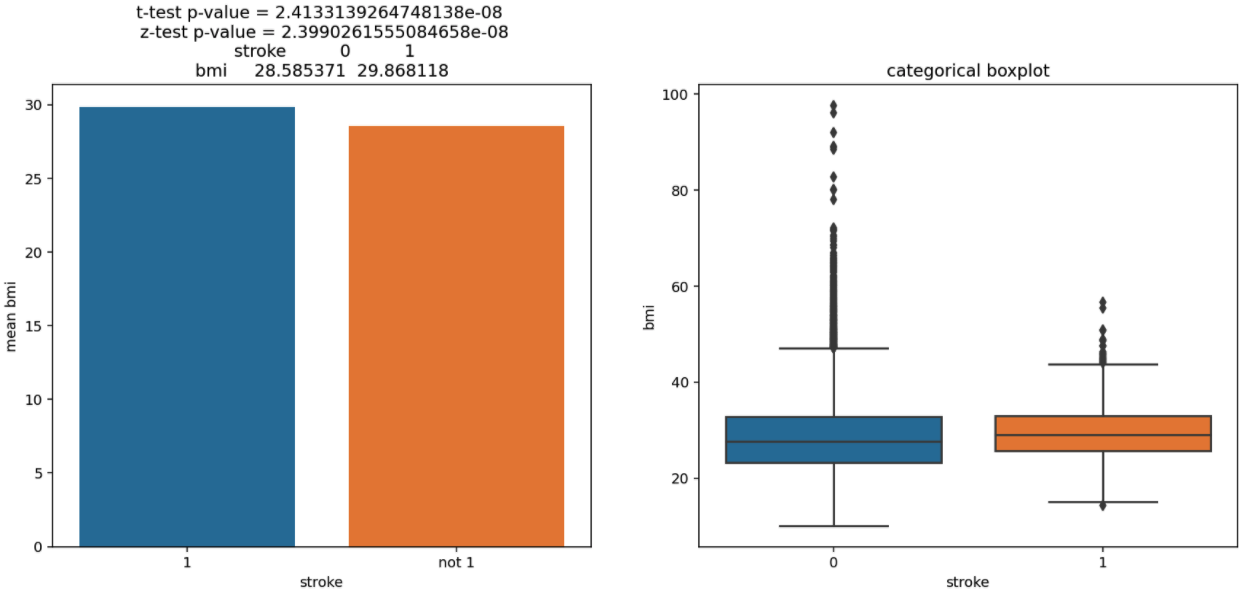 t-test p-value = 2.4133139264748138e-08
z-test p-value = 2.3990261555084658e-08
stroke 0 1
bmi 28.585371 29.868118
30
25
20
15
10
5
0
mean bmi
1 not 1
stroke
categorical boxplot
100
80
60
40
20
bmi
0 1
stroke